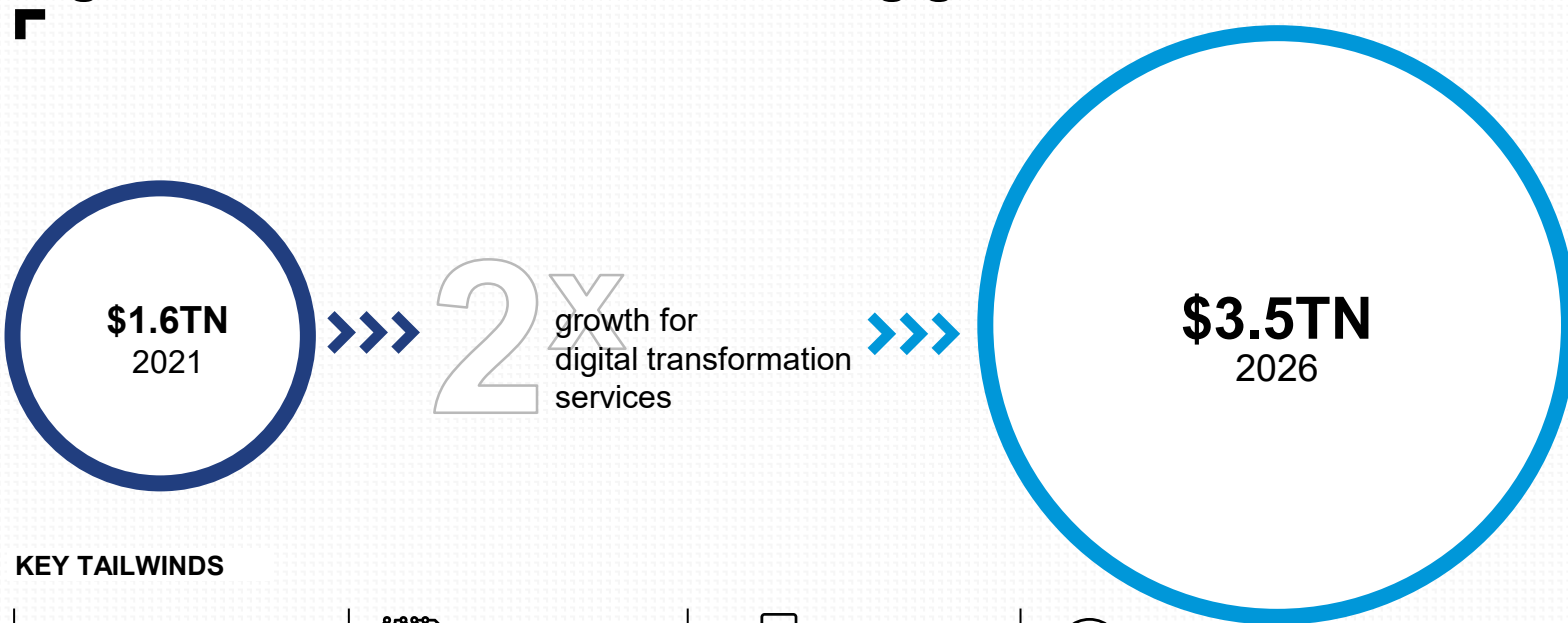 $1.6TN
2021
2x
growth for
digital transformation
services
$3.5TN
2026
KEY TAILWINDS